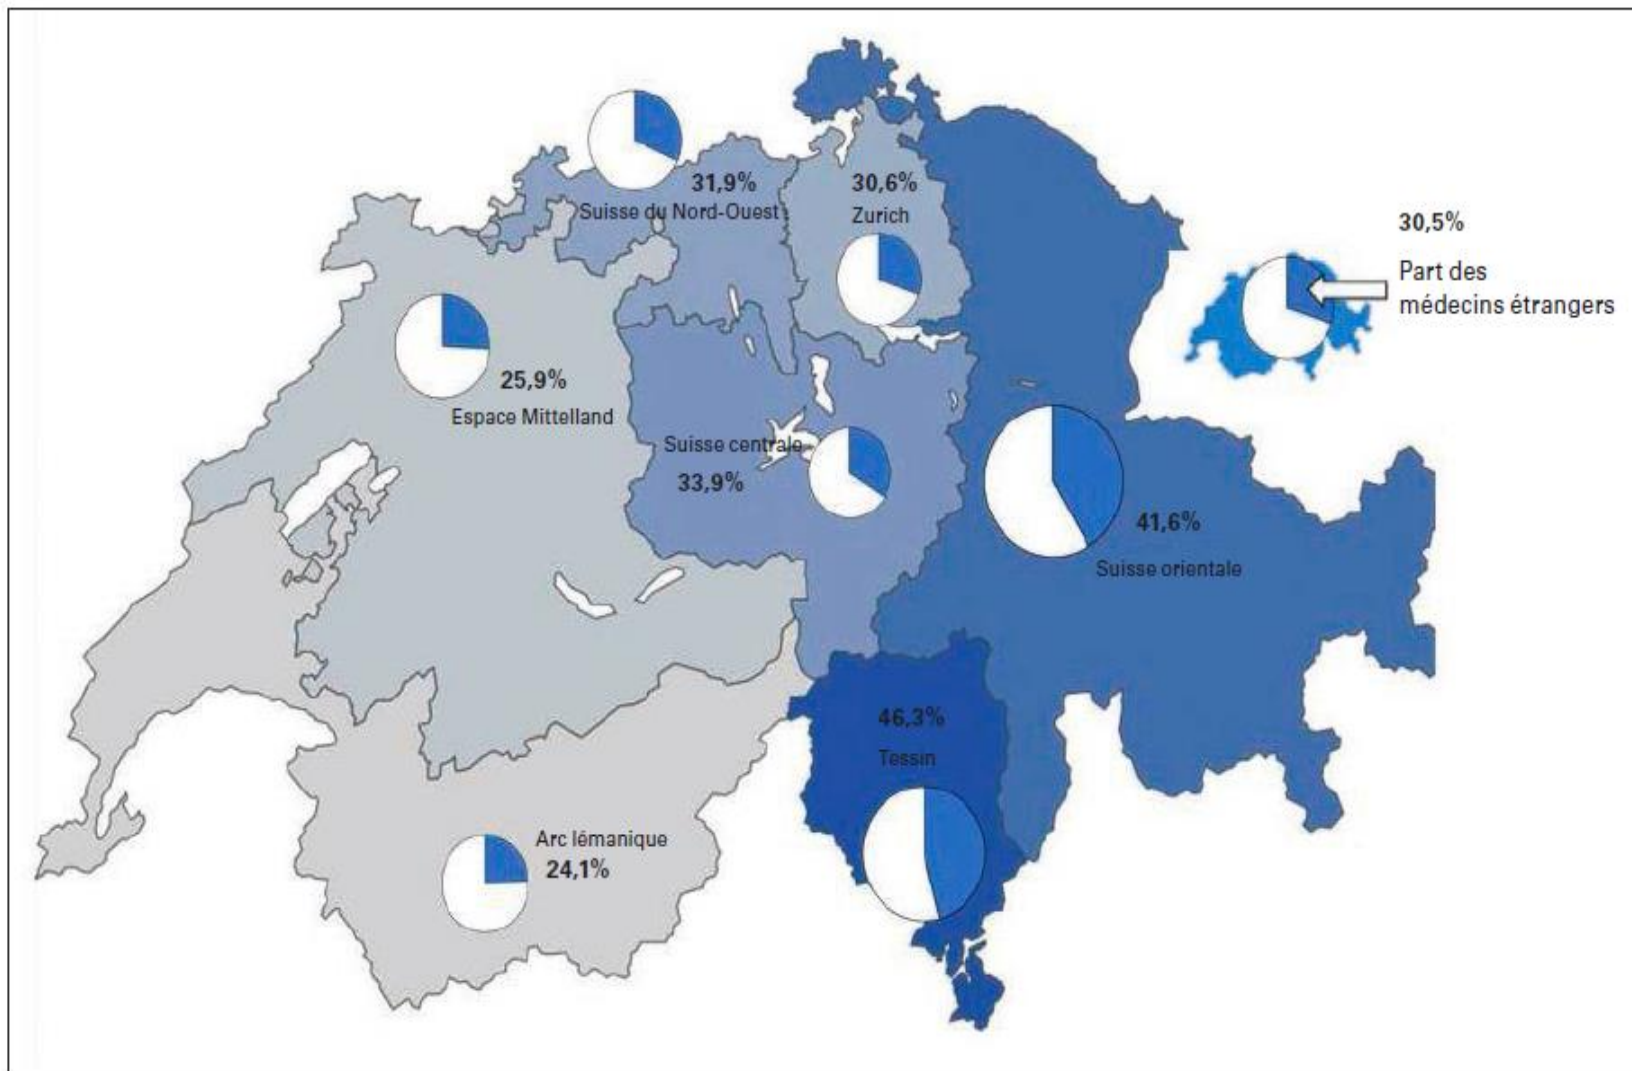 31,9%
Suisse du Nord-Ouest
30,6%
Zurich
30,5%
Part des
médecins étrangers
25,9%
Espace Mittelland
Suisse centrale
33,9%
41,6%
Suisse orientale
46,3%
Tessin
Arc lémanique
24,1%